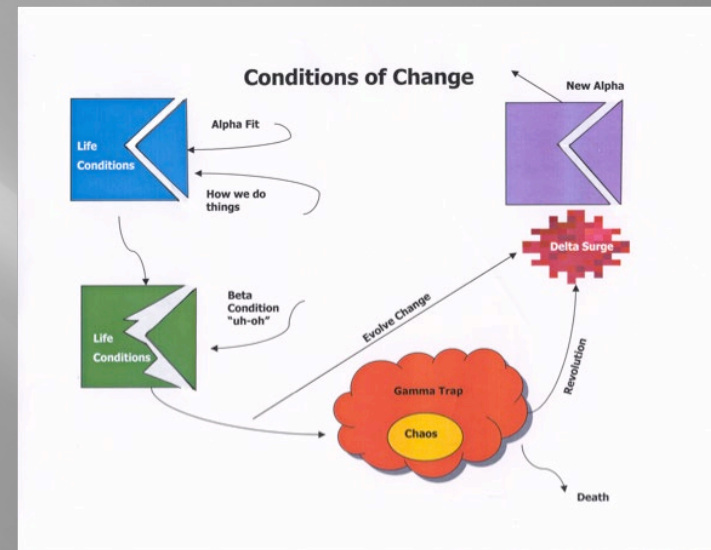 Conditions of Change
New Alpha
Alpha Fit
Life
Conditions
How we do
things
Delta Surge
Beta
Condition
"uh-oh"
Life
Conditions
Evolve Change
Revolution
Gamma Trap
Chaos
Death